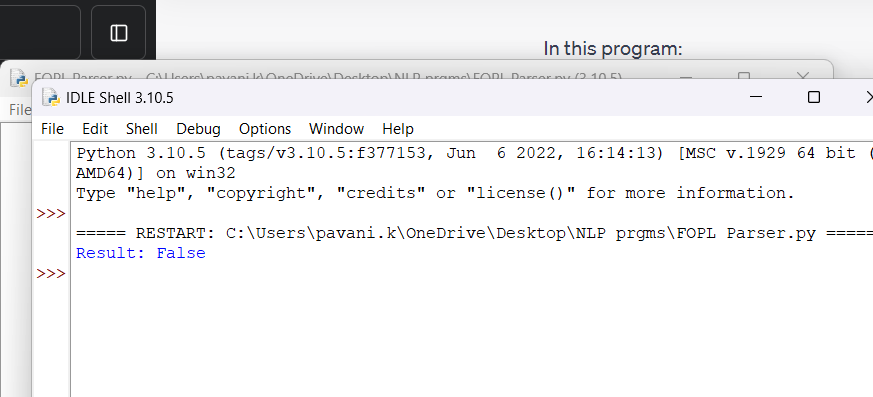 In this program:
FOPL Parser.py - C:\Users\pavani.k\OneDrive\Desktop\NLP prgms\FOPL Parser.py (3.10.5)
File
IDLE Shell 3.10.5
File Edit Shell Debug Options Window Help
Python 3.10.5 (tags/v3.10.5:f377153, Jun  6 2022, 16:14:13) [MSC v.1929 64 bit (
AMD64)] on win32
Type "help", "copyright", "credits" or "license()" for more information.
>>>
===== RESTART: C:\Users\pavani.k\OneDrive\Desktop\NLP prgms\FOPL Parser.py =====
Result: False
>>>